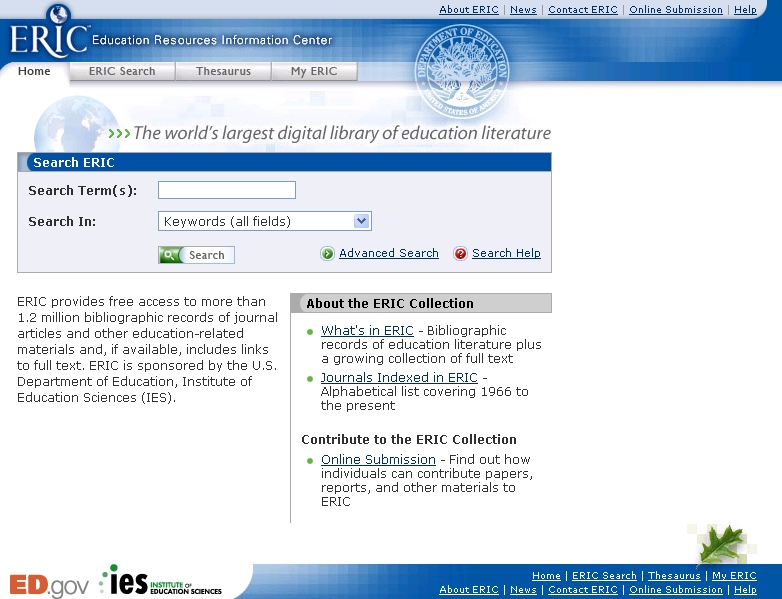 About ERIC | News | Contact ERIC | Online Submission | Help
ERIC Education Resources Information Center
DEPARTMENT OF EDUCATION
UNITED STATES OF AMERICA
Home ERIC Search Thesaurus My ERIC
>>> The world's largest digital library of education literature
Search ERIC
Search Term(s):
Search In: Keywords (all fields)
Search Advanced Search ? Search Help
ERIC provides free access to more than
1.2 million bibliographic records of journal
articles and other education-related
materials and, if available, includes links
to full text. ERIC is sponsored by the U.S.
Department of Education, Institute of
Education Sciences (IES).
About the ERIC Collection
• What's in ERIC - Bibliographic
records of education literature plus
a growing collection of full text
• Journals Indexed in ERIC -
Alphabetical list covering 1966 to
the present
Contribute to the ERIC Collection
• Online Submission - Find out how
individuals can contribute papers,
reports, and other materials to
ERIC
ED.gov ies INSTITUTE OF
EDUCATION SCIENCES
Home | ERIC Search | Thesaurus | My ERIC
About ERIC | News | Contact ERIC | Online Submission | Help